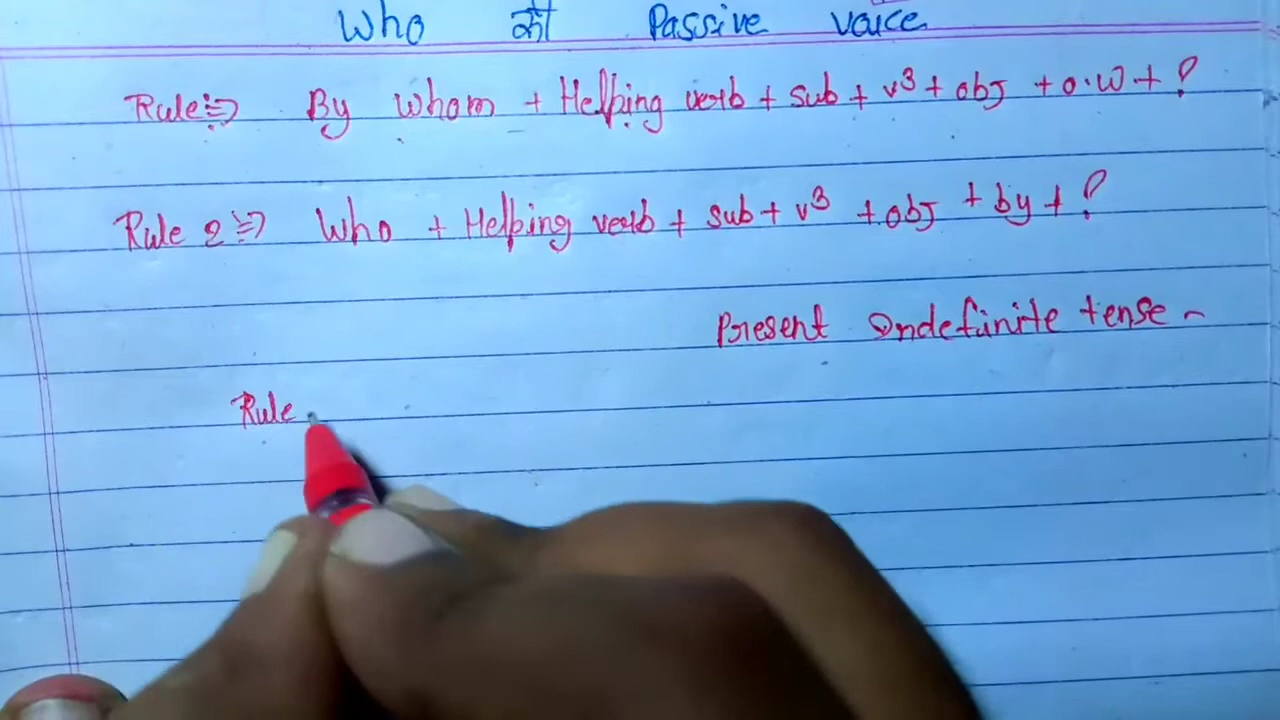 Who की Passive voice
Rule:⇒ By Whom + Helping verb + sub + v³ + obj + o.w + ?
Rule 2 ⇒ Who + Helping verb + sub + v³ + obj + by + ?
Present Indefinite tense -
Rule